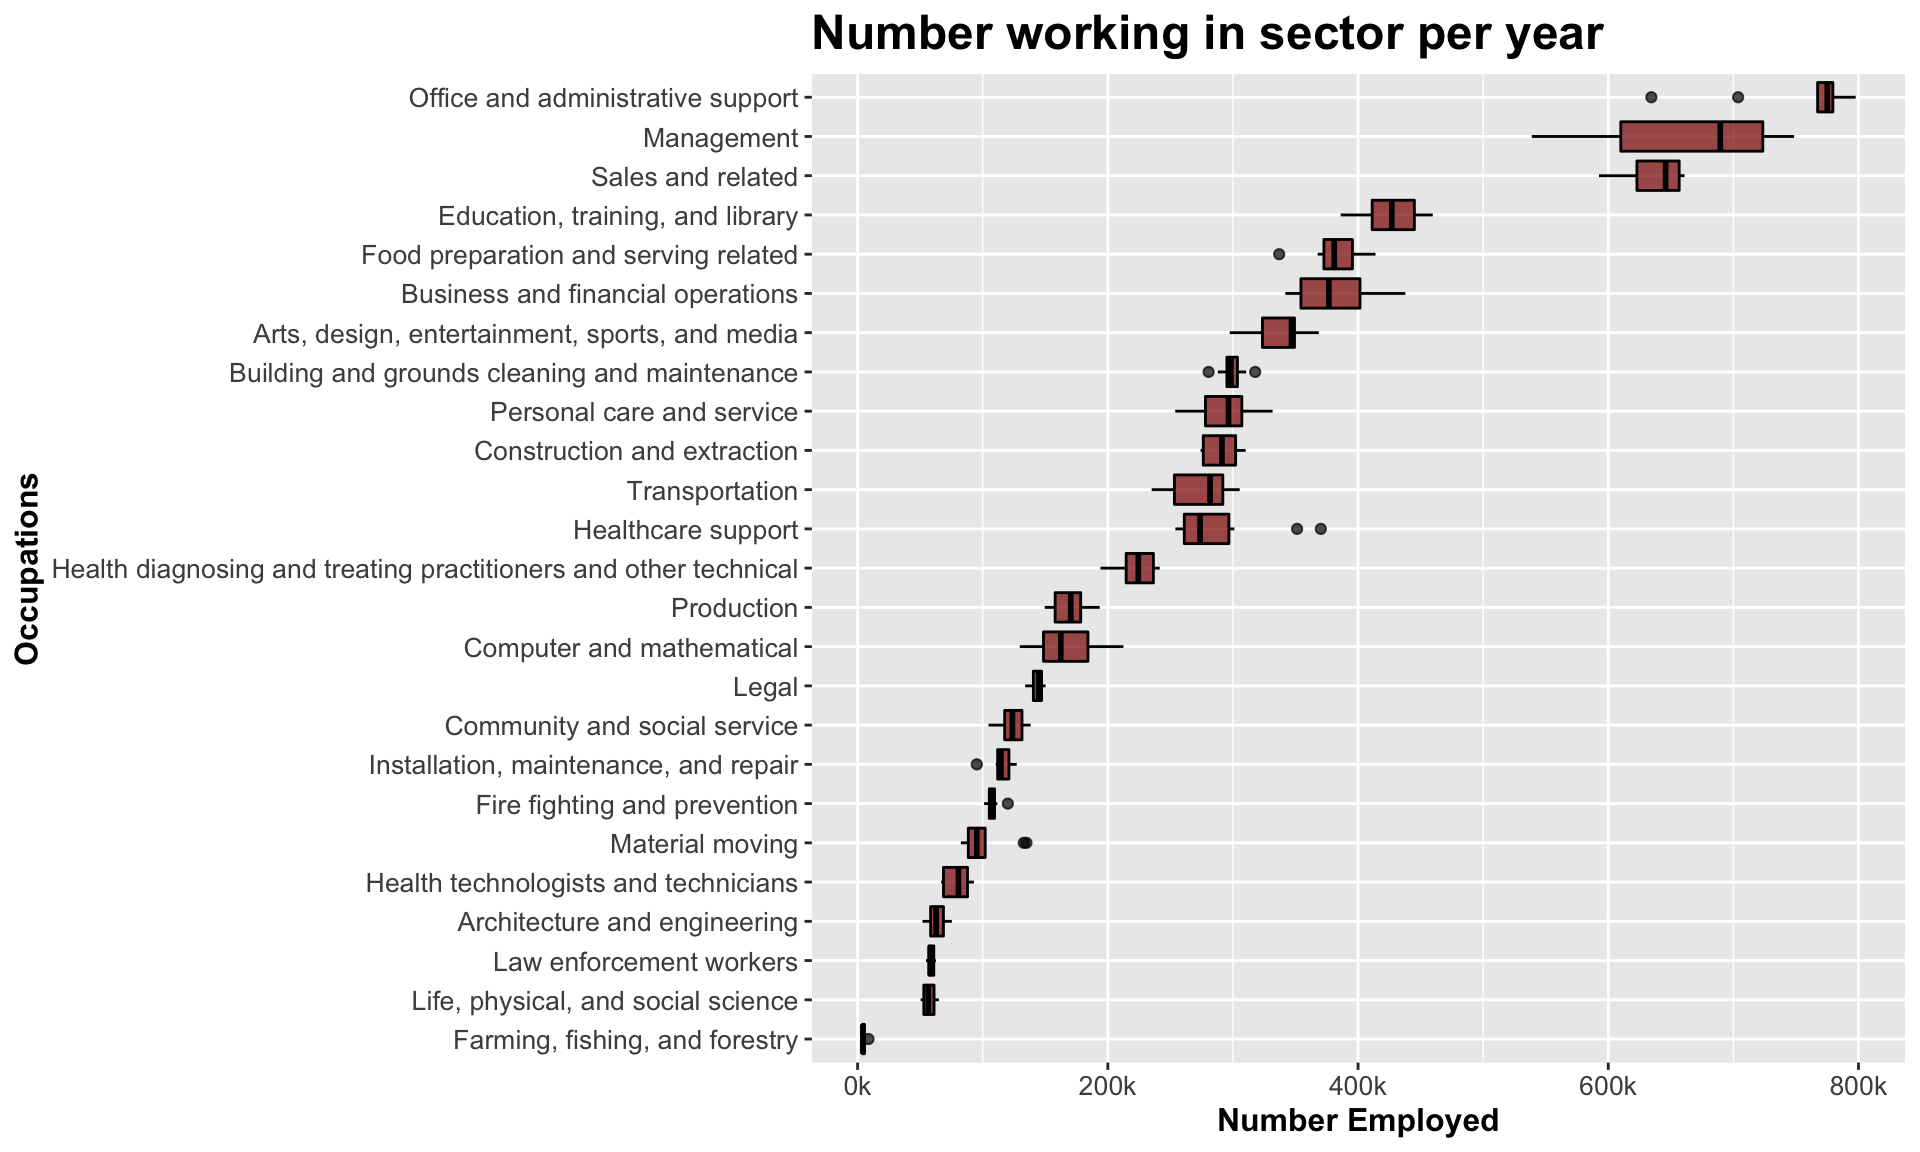 Number working in sector per year
Office and administrative support
Management
Sales and related
Education, training, and library
Food preparation and serving related
Business and financial operations
Arts, design, entertainment, sports, and media
Building and grounds cleaning and maintenance
Personal care and service
Construction and extraction
Transportation
Healthcare support
Health diagnosing and treating practitioners and other technical
Production
Computer and mathematical
Legal
Community and social service
Installation, maintenance, and repair
Fire fighting and prevention
Material moving
Health technologists and technicians
Architecture and engineering
Law enforcement workers
Life, physical, and social science
Farming, fishing, and forestry
Occupations
0k 200k 400k 600k 800k
Number Employed